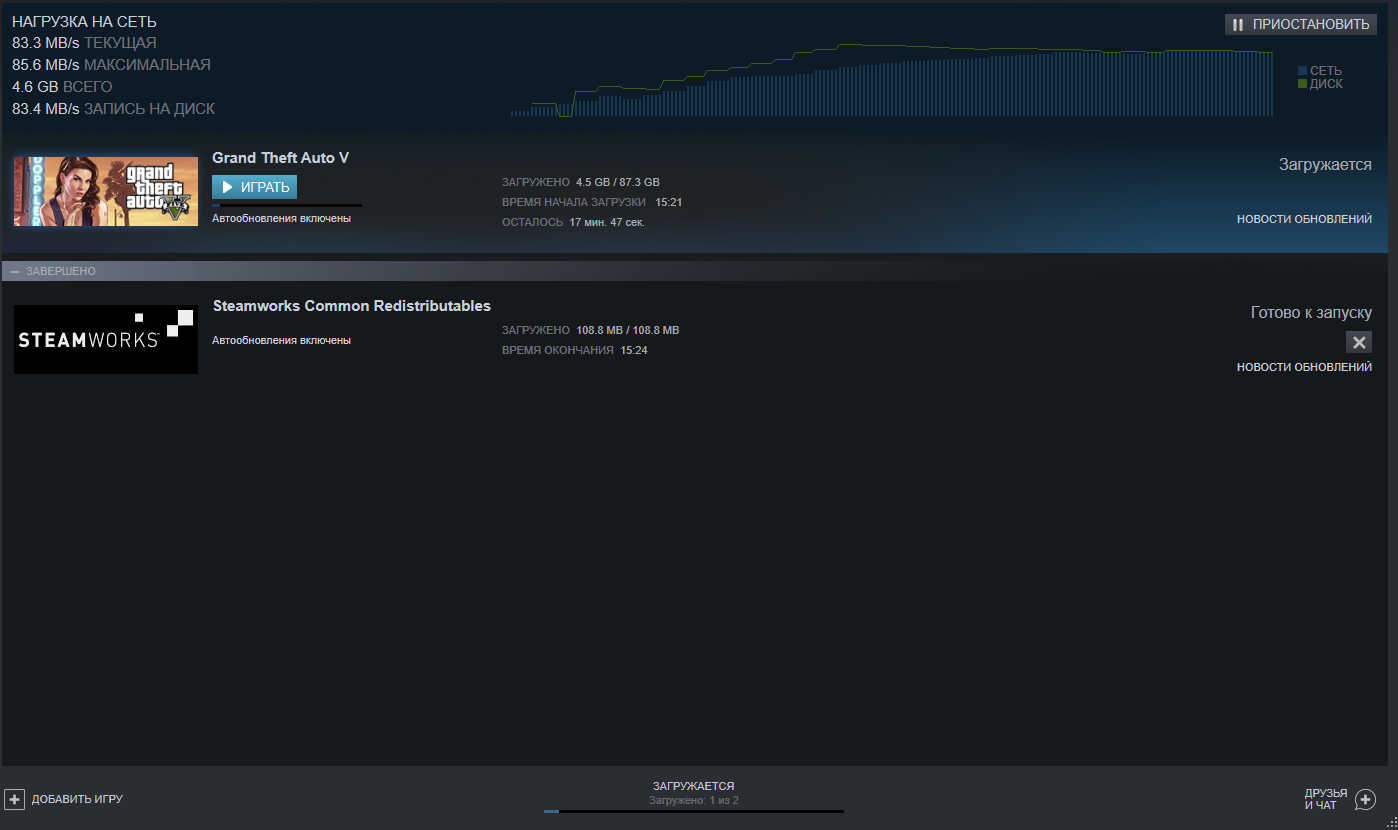 НАГРУЗКА НА СЕТЬ
83.3 MB/s ТЕКУЩАЯ
85.6 MB/s МАКСИМАЛЬНАЯ
4.6 GB ВСЕГО
83.4 MB/s ЗАПИСЬ НА ДИСК
ПРИОСТАНОВИТЬ
СЕТЬ
ДИСК
DOPPLER
grand
theft
auto
V
Grand Theft Auto V
ИГРАТЬ
Автообновления включены
ЗАГРУЖЕНО 4.5 GB / 87.3 GB
ВРЕМЯ НАЧАЛА ЗАГРУЗКИ 15:21
ОСТАЛОСЬ 17 мин. 47 сек.
Загружается
НОВОСТИ ОБНОВЛЕНИЙ
ЗАВЕРШЕНО
STEAMWORKS
Steamworks Common Redistributables
Автообновления включены
ЗАГРУЖЕНО 108.8 MB / 108.8 MB
ВРЕМЯ ОКОНЧАНИЯ 15:24
Готово к запуску
НОВОСТИ ОБНОВЛЕНИЙ
ДОБАВИТЬ ИГРУ
ЗАГРУЖАЕТСЯ
Загружено: 1 из 2
ДРУЗЬЯ
И ЧАТ